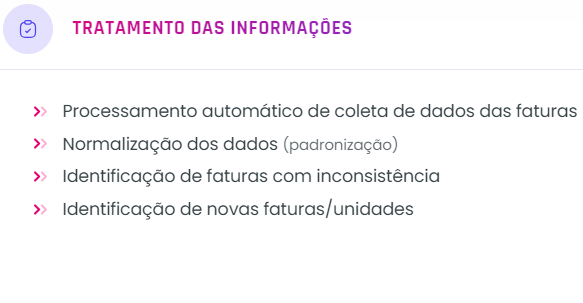 TRATAMENTO DAS INFORMAÇÕES
Processamento automático de coleta de dados das faturas
Normalização dos dados (padronização)
Identificação de faturas com inconsistência
Identificação de novas faturas/unidades